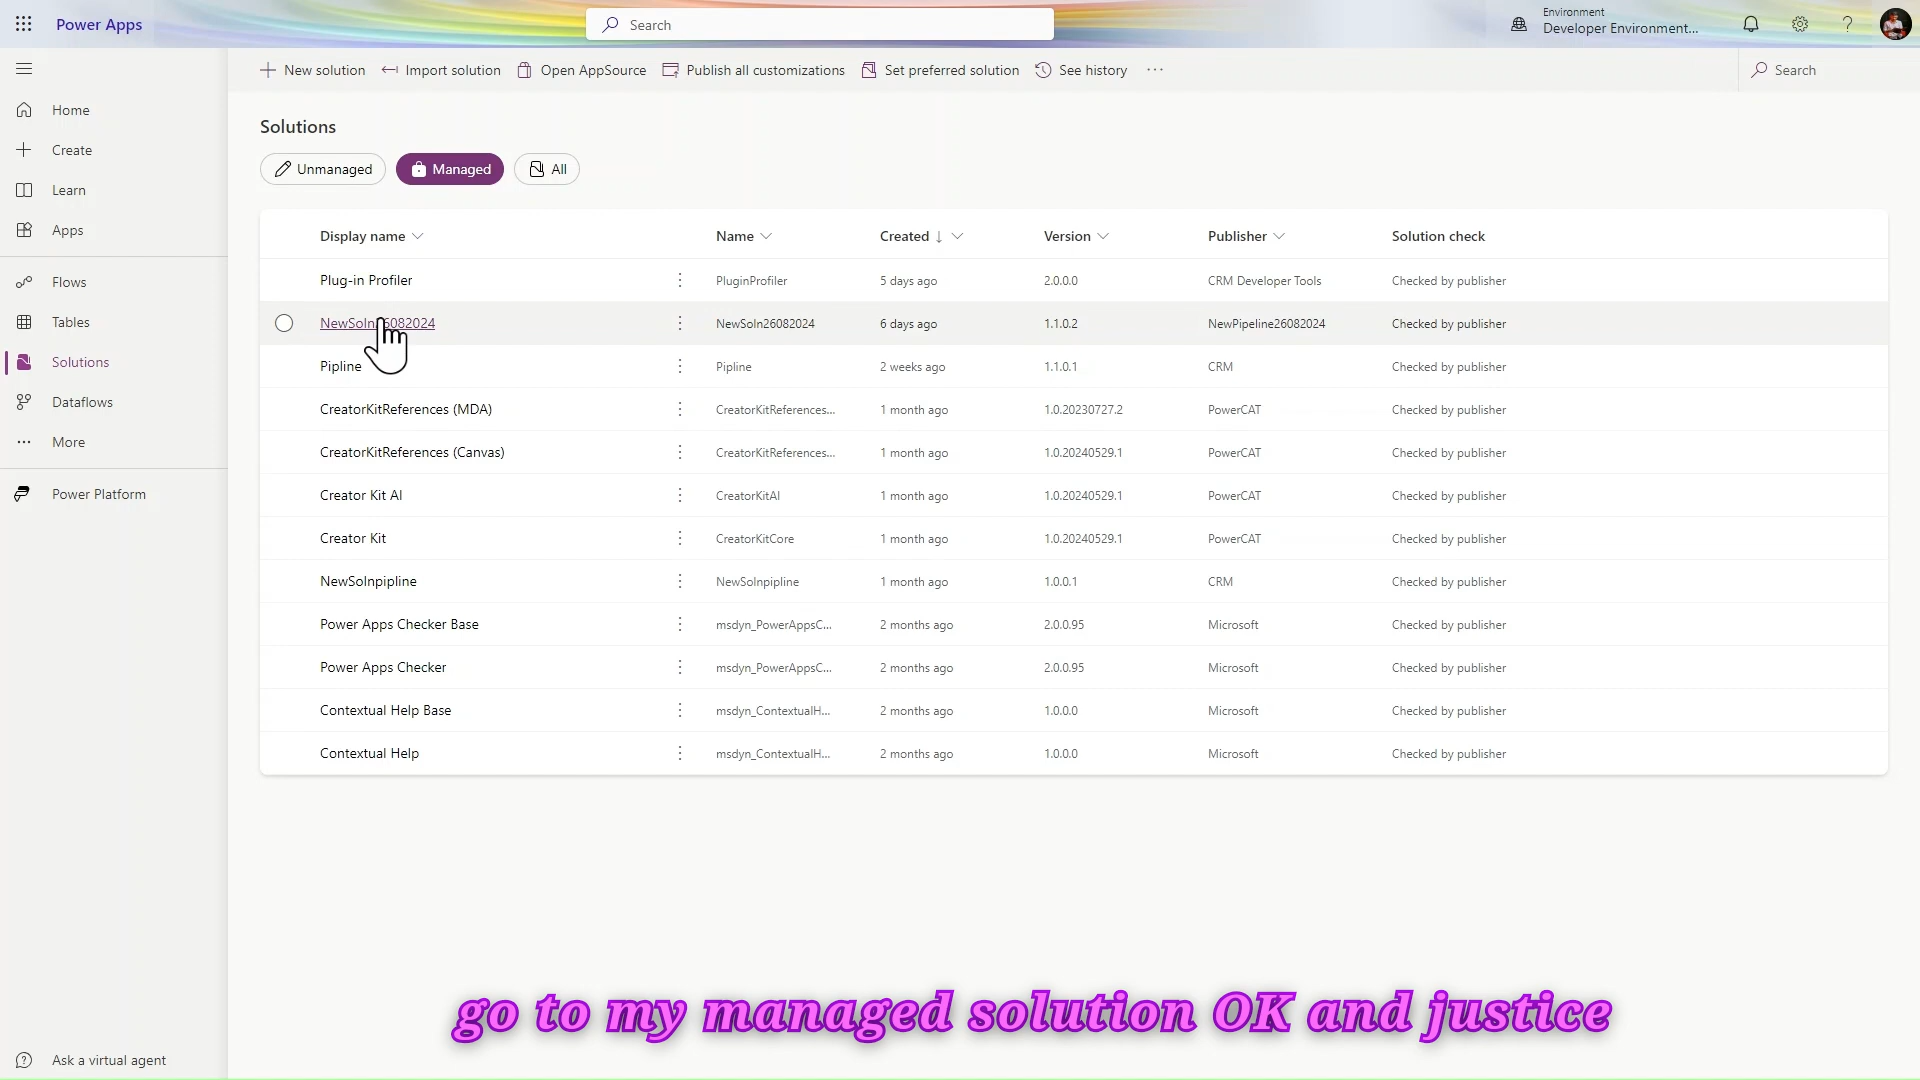 Power Apps
Search
Environment
Developer Environment...
Home
Create
Learn
Apps
Flows
Tables
Solutions
Dataflows
More
Power Platform
Ask a virtual agent
New solution
Import solution
Open AppSource
Publish all customizations
Set preferred solution
See history
Search
Solutions
Unmanaged
Managed
All
Display name Name Created Version Publisher Solution check
Plug-in Profiler PluginProfiler 5 days ago 2.0.0.0 CRM Developer Tools Checked by publisher
NewSoln26082024 NewSoln26082024 6 days ago 1.1.0.2 NewPipeline26082024 Checked by publisher
Pipline Pipline 2 weeks ago 1.1.0.1 CRM Checked by publisher
CreatorKitReferences (MDA) CreatorKitReferences... 1 month ago 1.0.20230727.2 PowerCAT Checked by publisher
CreatorKitReferences (Canvas) CreatorKitReferences... 1 month ago 1.0.20240529.1 PowerCAT Checked by publisher
Creator Kit AI CreatorKitAI 1 month ago 1.0.20240529.1 PowerCAT Checked by publisher
Creator Kit CreatorKitCore 1 month ago 1.0.20240529.1 PowerCAT Checked by publisher
NewSolnpipline NewSolnpipline 1 month ago 1.0.0.1 CRM Checked by publisher
Power Apps Checker Base msdyn_PowerAppsC... 2 months ago 2.0.0.95 Microsoft Checked by publisher
Power Apps Checker msdyn_PowerAppsC... 2 months ago 2.0.0.95 Microsoft Checked by publisher
Contextual Help Base msdyn_ContextualH... 2 months ago 1.0.0.0 Microsoft Checked by publisher
Contextual Help msdyn_ContextualH... 2 months ago 1.0.0.0 Microsoft Checked by publisher
go to my managed solution OK and justice